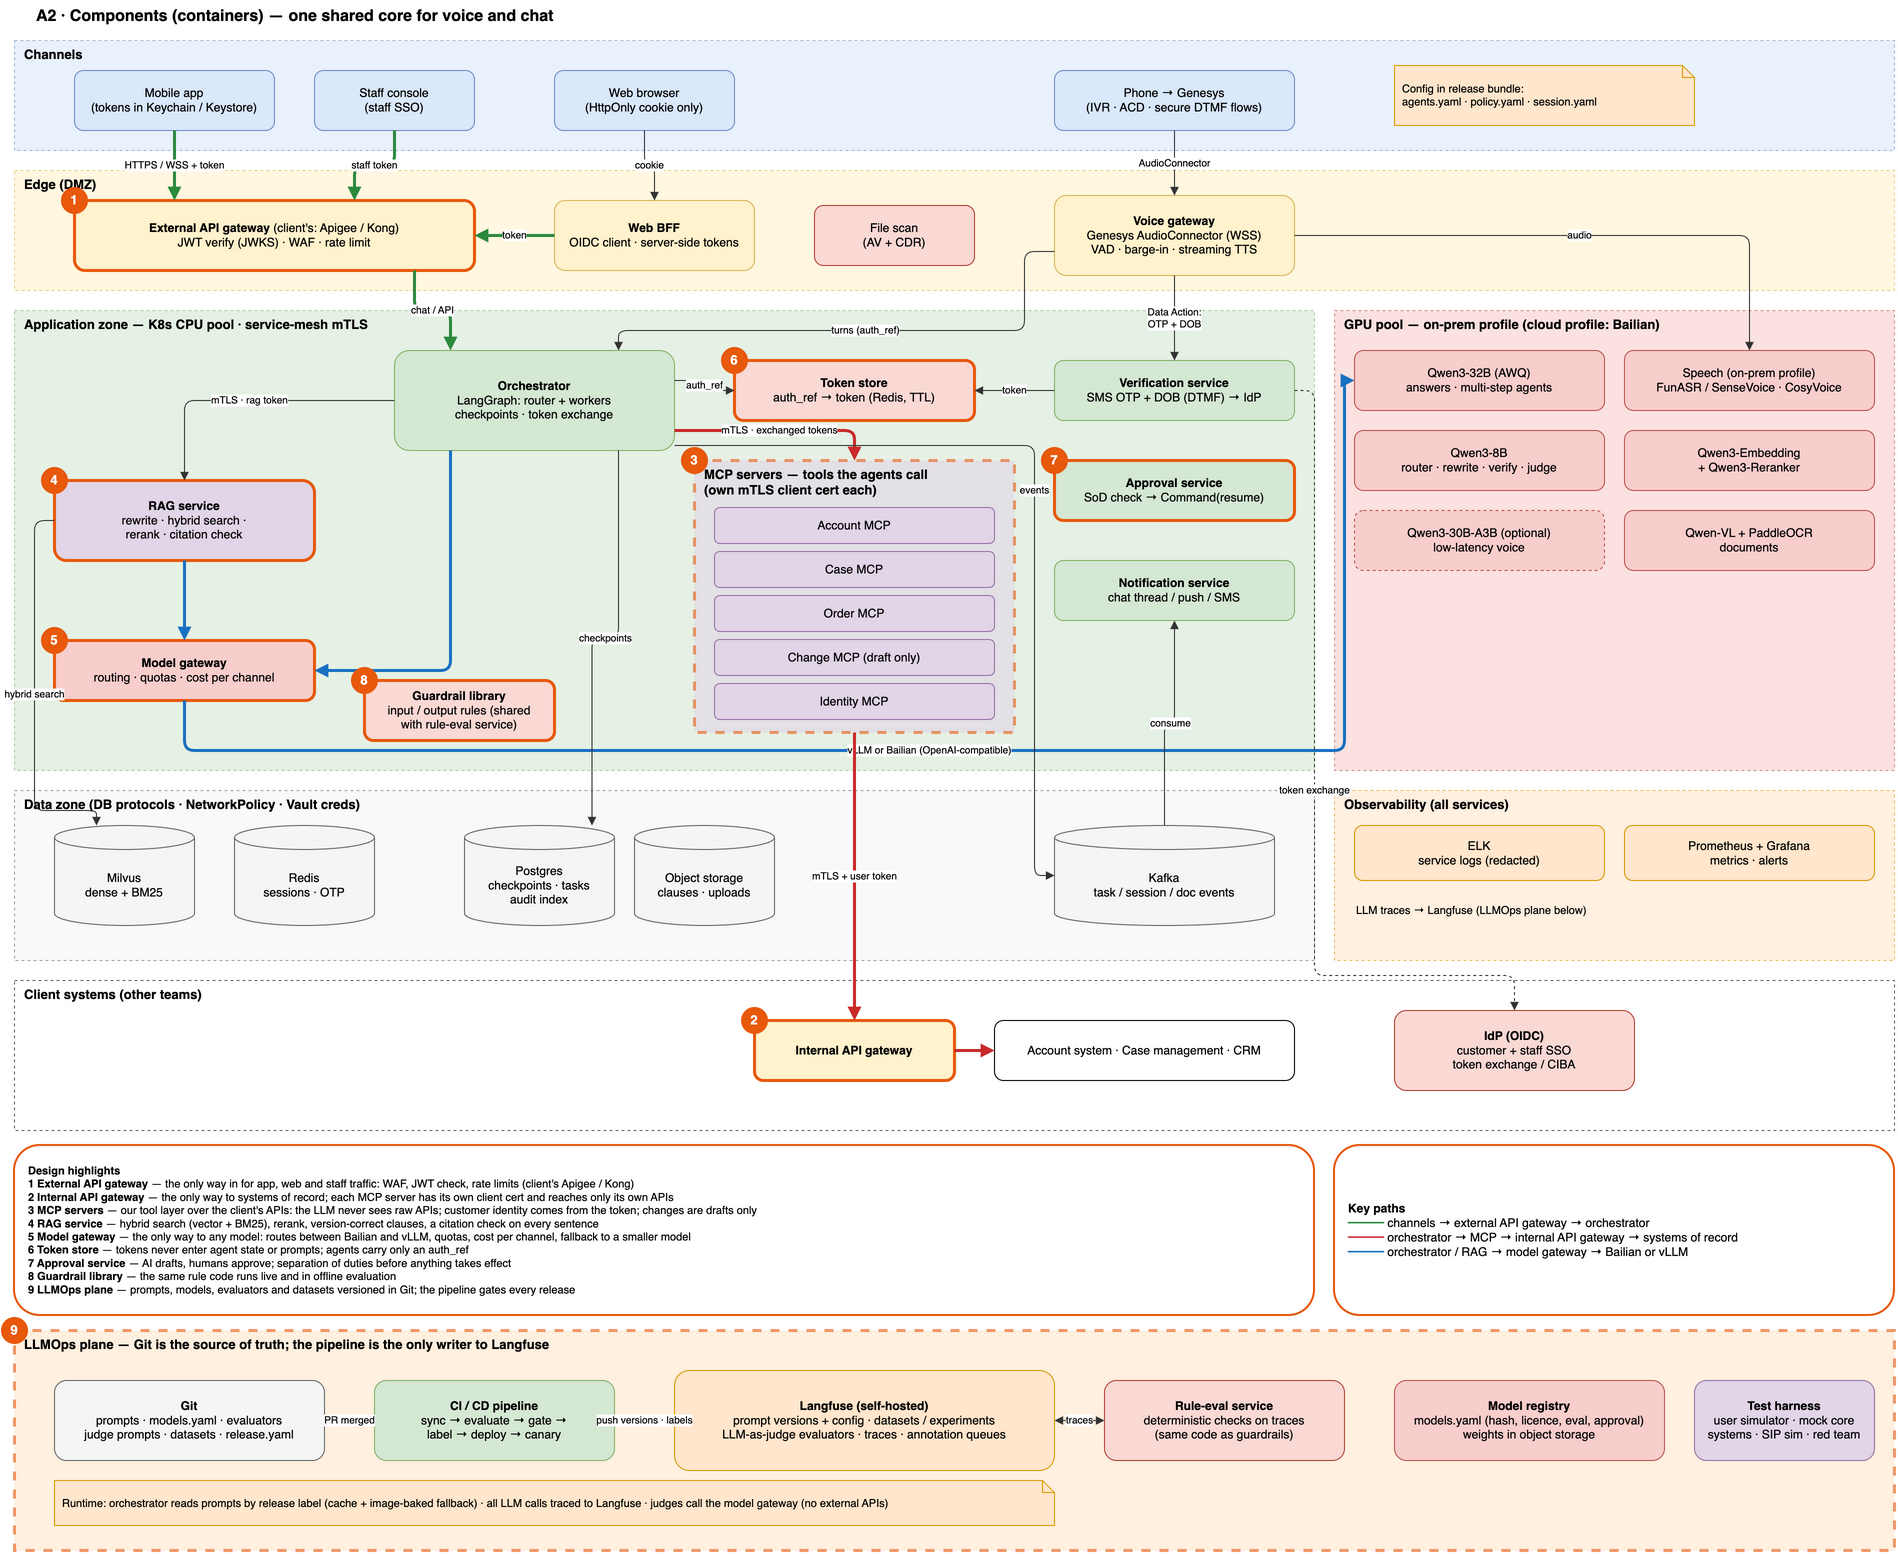 A2 · Components (containers) — one shared core for voice and chat
Channels
Mobile app
(tokens in Keychain / Keystore)
Staff console
(staff SSO)
Web browser
(HttpOnly cookie only)
Phone → Genesys
(IVR · ACD · secure DTMF flows)
Config in release bundle:
agents.yaml · policy.yaml · session.yaml
HTTPS / WSS + token
staff token
cookie
AudioConnector
Edge (DMZ)
1
External API gateway (client's: Apigee / Kong)
JWT verify (JWKS) · WAF · rate limit
token
Web BFF
OIDC client · server-side tokens
File scan
(AV + CDR)
Voice gateway
Genesys AudioConnector (WSS)
VAD · barge-in · streaming TTS
audio
chat / API
Data Action:
OTP + DOB
Application zone — K8s CPU pool · service-mesh mTLS
turns (auth_ref)
GPU pool — on-prem profile (cloud profile: Bailian)
Orchestrator
LangGraph: router + workers
checkpoints · token exchange
auth_ref
6
Token store
auth_ref → token (Redis, TTL)
token
Verification service
SMS OTP + DOB (DTMF) → IdP
Qwen3-32B (AWQ)
answers · multi-step agents
Speech (on-prem profile)
FunASR / SenseVoice · CosyVoice
mTLS · rag token
mTLS · exchanged tokens
4
RAG service
rewrite · hybrid search ·
rerank · citation check
3
MCP servers — tools the agents call
(own mTLS client cert each)
Account MCP
Case MCP
Order MCP
Change MCP (draft only)
Identity MCP
events
7
Approval service
SoD check → Command(resume)
Qwen3-8B
router · rewrite · verify · judge
Qwen3-Embedding
+ Qwen3-Reranker
Qwen3-30B-A3B (optional)
low-latency voice
Qwen-VL + PaddleOCR
documents
Notification service
chat thread / push / SMS
checkpoints
5
Model gateway
routing · quotas · cost per channel
hybrid search
8
Guardrail library
input / output rules (shared
with rule-eval service)
consume
vLLM or Bailian (OpenAI-compatible)
token exchange
Data zone (DB protocols · NetworkPolicy · Vault creds)
Milvus
dense + BM25
Redis
sessions · OTP
Postgres
checkpoints · tasks
audit index
Object storage
clauses · uploads
mTLS + user token
Kafka
task / session / doc events
Observability (all services)
ELK
service logs (redacted)
Prometheus + Grafana
metrics · alerts
LLM traces → Langfuse (LLMOps plane below)
Client systems (other teams)
2
Internal API gateway
Account system · Case management · CRM
IdP (OIDC)
customer + staff SSO
token exchange / CIBA
Design highlights
1 External API gateway — the only way in for app, web and staff traffic: WAF, JWT check, rate limits (client's Apigee / Kong)
2 Internal API gateway — the only way to systems of record; each MCP server has its own client cert and reaches only its own APIs
3 MCP servers — our tool layer over the client's APIs: the LLM never sees raw APIs; customer identity comes from the token; changes are drafts only
4 RAG service — hybrid search (vector + BM25), rerank, version-correct clauses, a citation check on every sentence
5 Model gateway — the only way to any model: routes between Bailian and vLLM, quotas, cost per channel, fallback to a smaller model
6 Token store — tokens never enter agent state or prompts; agents carry only an auth_ref
7 Approval service — AI drafts, humans approve; separation of duties before anything takes effect
8 Guardrail library — the same rule code runs live and in offline evaluation
9 LLMOps plane — prompts, models, evaluators and datasets versioned in Git; the pipeline gates every release
Key paths
channels → external API gateway → orchestrator
orchestrator → MCP → internal API gateway → systems of record
orchestrator / RAG → model gateway → Bailian or vLLM
9
LLMOps plane — Git is the source of truth; the pipeline is the only writer to Langfuse
Git
prompts · models.yaml · evaluators
judge prompts · datasets · release.yaml
PR merged
CI / CD pipeline
sync → evaluate → gate →
label → deploy → canary
push versions · labels
Langfuse (self-hosted)
prompt versions + config · datasets / experiments
LLM-as-judge evaluators · traces · annotation queues
traces
Rule-eval service
deterministic checks on traces
(same code as guardrails)
Model registry
models.yaml (hash, licence, eval, approval)
weights in object storage
Test harness
user simulator · mock core
systems · SIP sim · red team
Runtime: orchestrator reads prompts by release label (cache + image-baked fallback) · all LLM calls traced to Langfuse · judges call the model gateway (no external APIs)